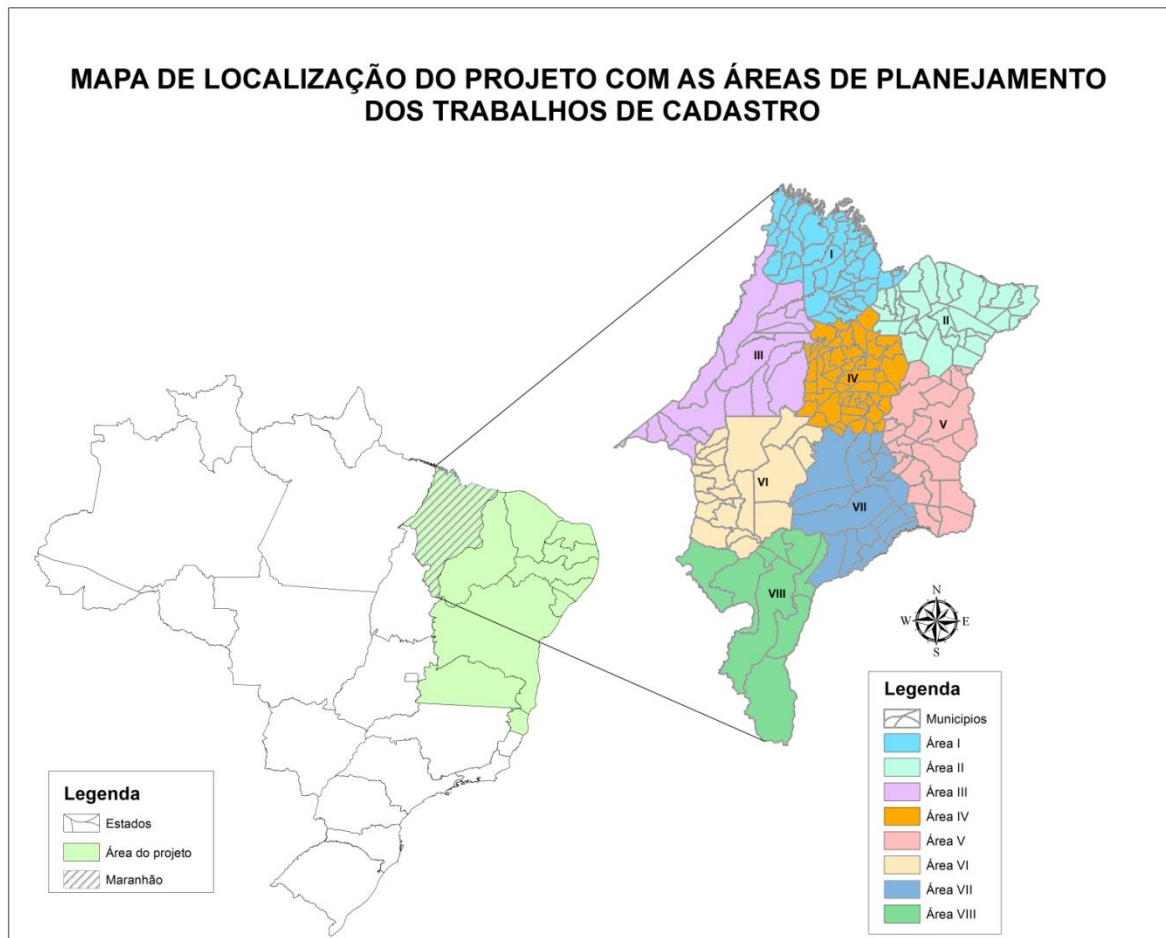 MAPA DE LOCALIZAÇÃO DO PROJETO COM AS ÁREAS DE PLANEJAMENTO
DOS TRABALHOS DE CADASTRO
I
II
III
IV
V
VI
VII
VIII
N
W E
S
Legenda
Estados
Área do projeto
Maranhão
Legenda
Municipios
Área I
Área II
Área III
Área IV
Área V
Área VI
Área VII
Área VIII